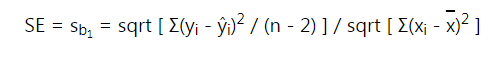 SE = sb₁ = sqrt [ Σ(yᵢ - ŷᵢ)² / (n - 2) ] / sqrt [ Σ(xᵢ - x̅)² ]